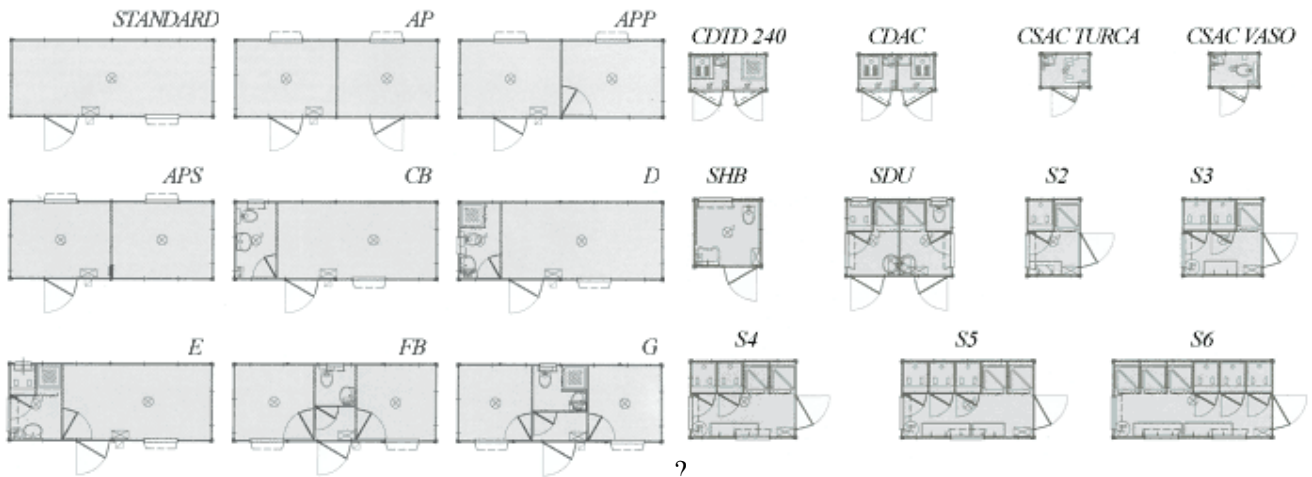 STANDARD AP APP CDTD 240 CDAC CSAC TURCA CSAC VASO
APS CB D SHB SDU S2 S3
E FB G S4 S5 S6
2